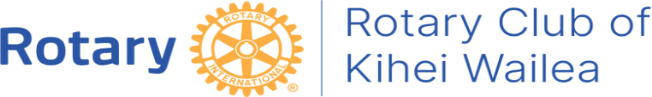 Rotary
ROTARY
INTERNATIONAL
®
Rotary Club of
Kihei Wailea